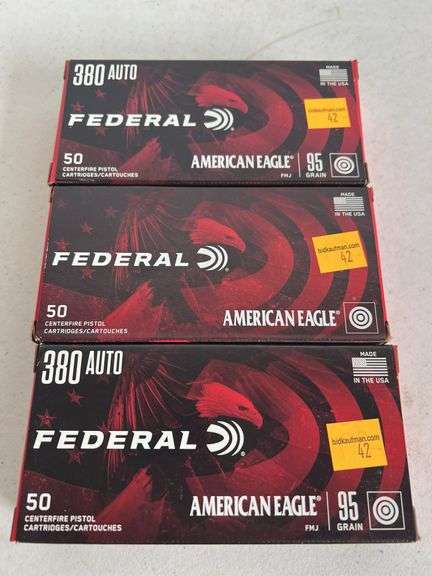 380 AUTO
MADE
IN THE USA
bidkaufman.com
42
FEDERAL
50
CENTERFIRE PISTOL
CARTRIDGES/CARTOUCHES
AMERICAN EAGLE®
FMJ
95
GRAIN
MADE
IN THE USA
bidkaufman.com
42
FEDERAL
50
CENTERFIRE PISTOL
CARTRIDGES/CARTOUCHES
AMERICAN EAGLE®
380 AUTO
MADE
IN THE USA
bidkaufman.com
42
FEDERAL
50
CENTERFIRE PISTOL
CARTRIDGES/CARTOUCHES
AMERICAN EAGLE®
FMJ
95
GRAIN